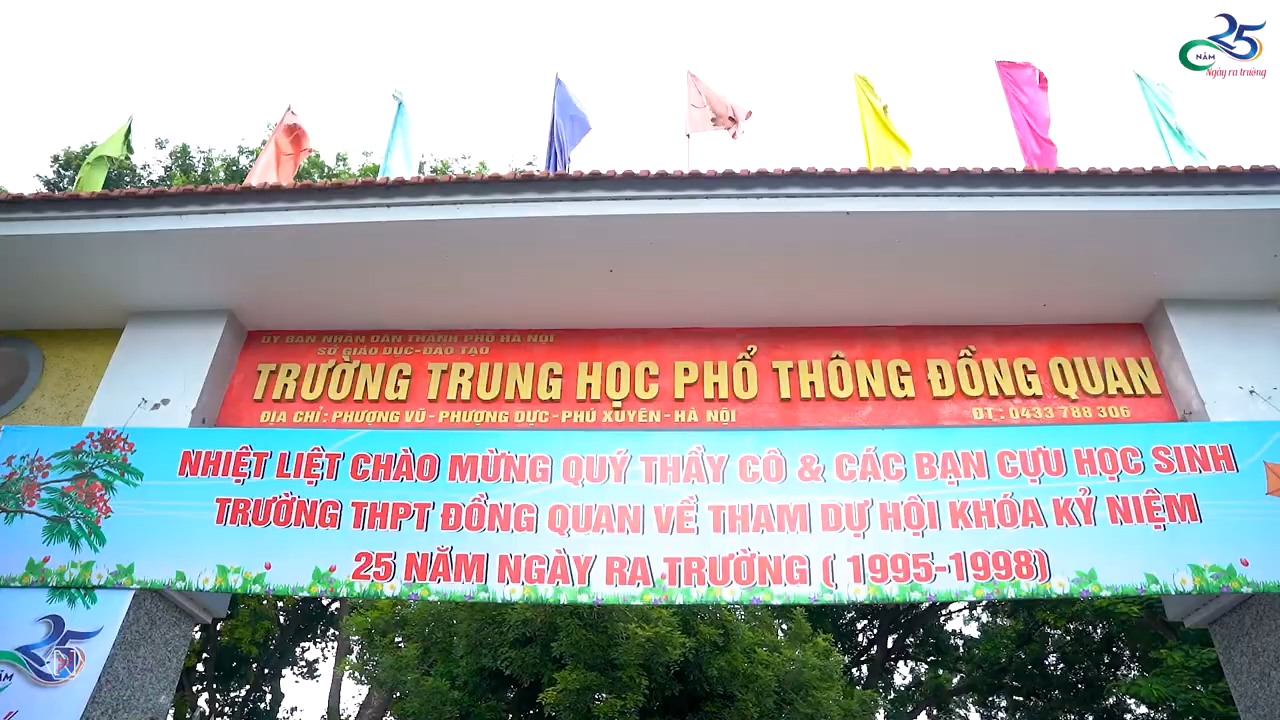 25
NĂM
Ngày ra trường
ỦY BAN NHÂN DÂN THÀNH PHỐ HÀ NỘI
SỞ GIÁO DỤC-ĐÀO TẠO
TRƯỜNG TRUNG HỌC PHỔ THÔNG ĐỒNG QUAN
ĐỊA CHỈ: PHƯỢNG VŨ-PHƯỢNG DỰC-PHÚ XUYÊN-HÀ NỘI
ĐT: 0433 788 306
NHIỆT LIỆT CHÀO MỪNG QUÝ THẦY CÔ & CÁC BẠN CỰU HỌC SINH
TRƯỜNG THPT ĐỒNG QUAN VỀ THAM DỰ HỘI KHÓA KỶ NIỆM
25 NĂM NGÀY RA TRƯỜNG ( 1995-1998)
25